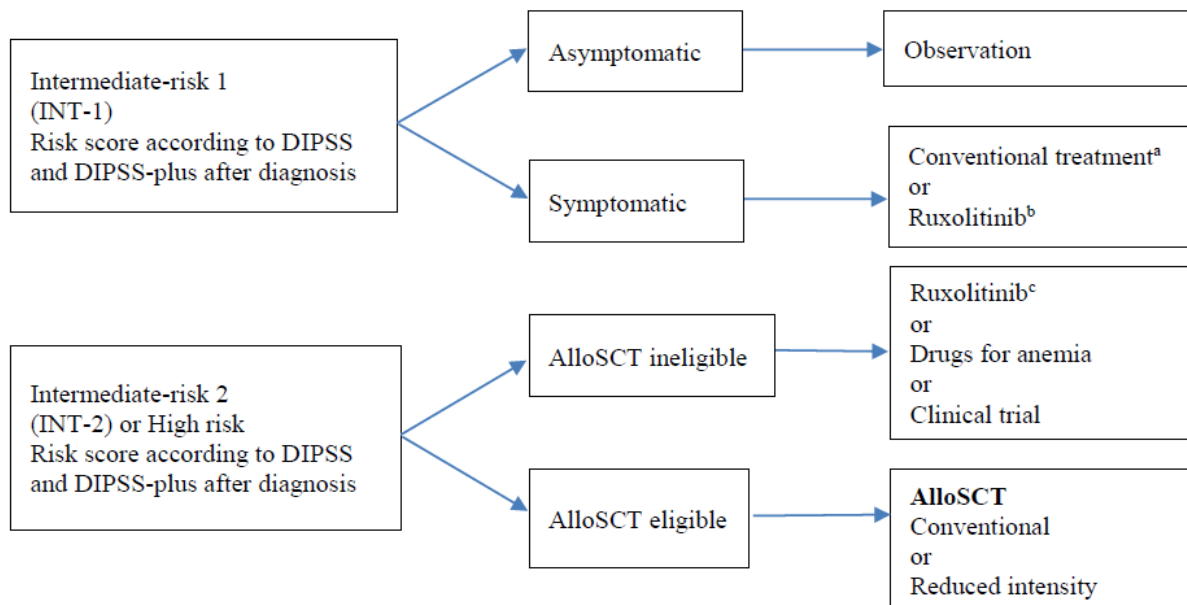 Intermediate-risk 1
(INT-1)
Risk score according to DIPSS
and DIPSS-plus after diagnosis
Asymptomatic
Observation
Symptomatic
Conventional treatmentᵃ
or
Ruxolitinibᵇ
Intermediate-risk 2
(INT-2) or High risk
Risk score according to DIPSS
and DIPSS-plus after diagnosis
AlloSCT ineligible
Ruxolitinibᶜ
or
Drugs for anemia
or
Clinical trial
AlloSCT eligible
AlloSCT
Conventional
or
Reduced intensity